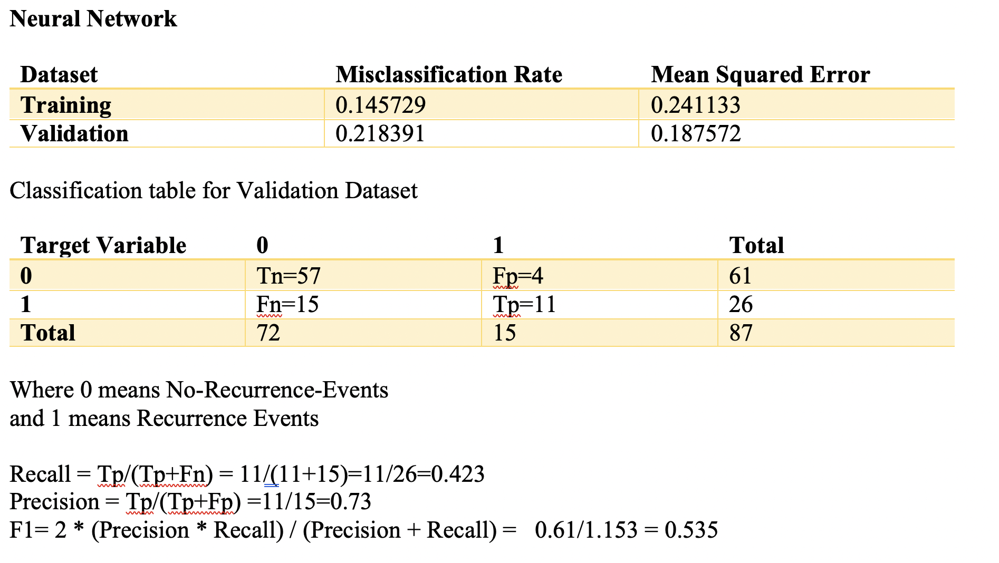 Neural Network
Dataset Misclassification Rate Mean Squared Error
Training 0.145729 0.241133
Validation 0.218391 0.187572
Classification table for Validation Dataset
Target Variable 0 1 Total
0 Tn=57 Fp=4 61
1 Fn=15 Tp=11 26
Total 72 15 87
Where 0 means No-Recurrence-Events
and 1 means Recurrence Events
Recall = Tp/(Tp+Fn) = 11/(11+15)=11/26=0.423
Precision = Tp/(Tp+Fp) =11/15=0.73
F1= 2 * (Precision * Recall) / (Precision + Recall) = 0.61/1.153 = 0.535